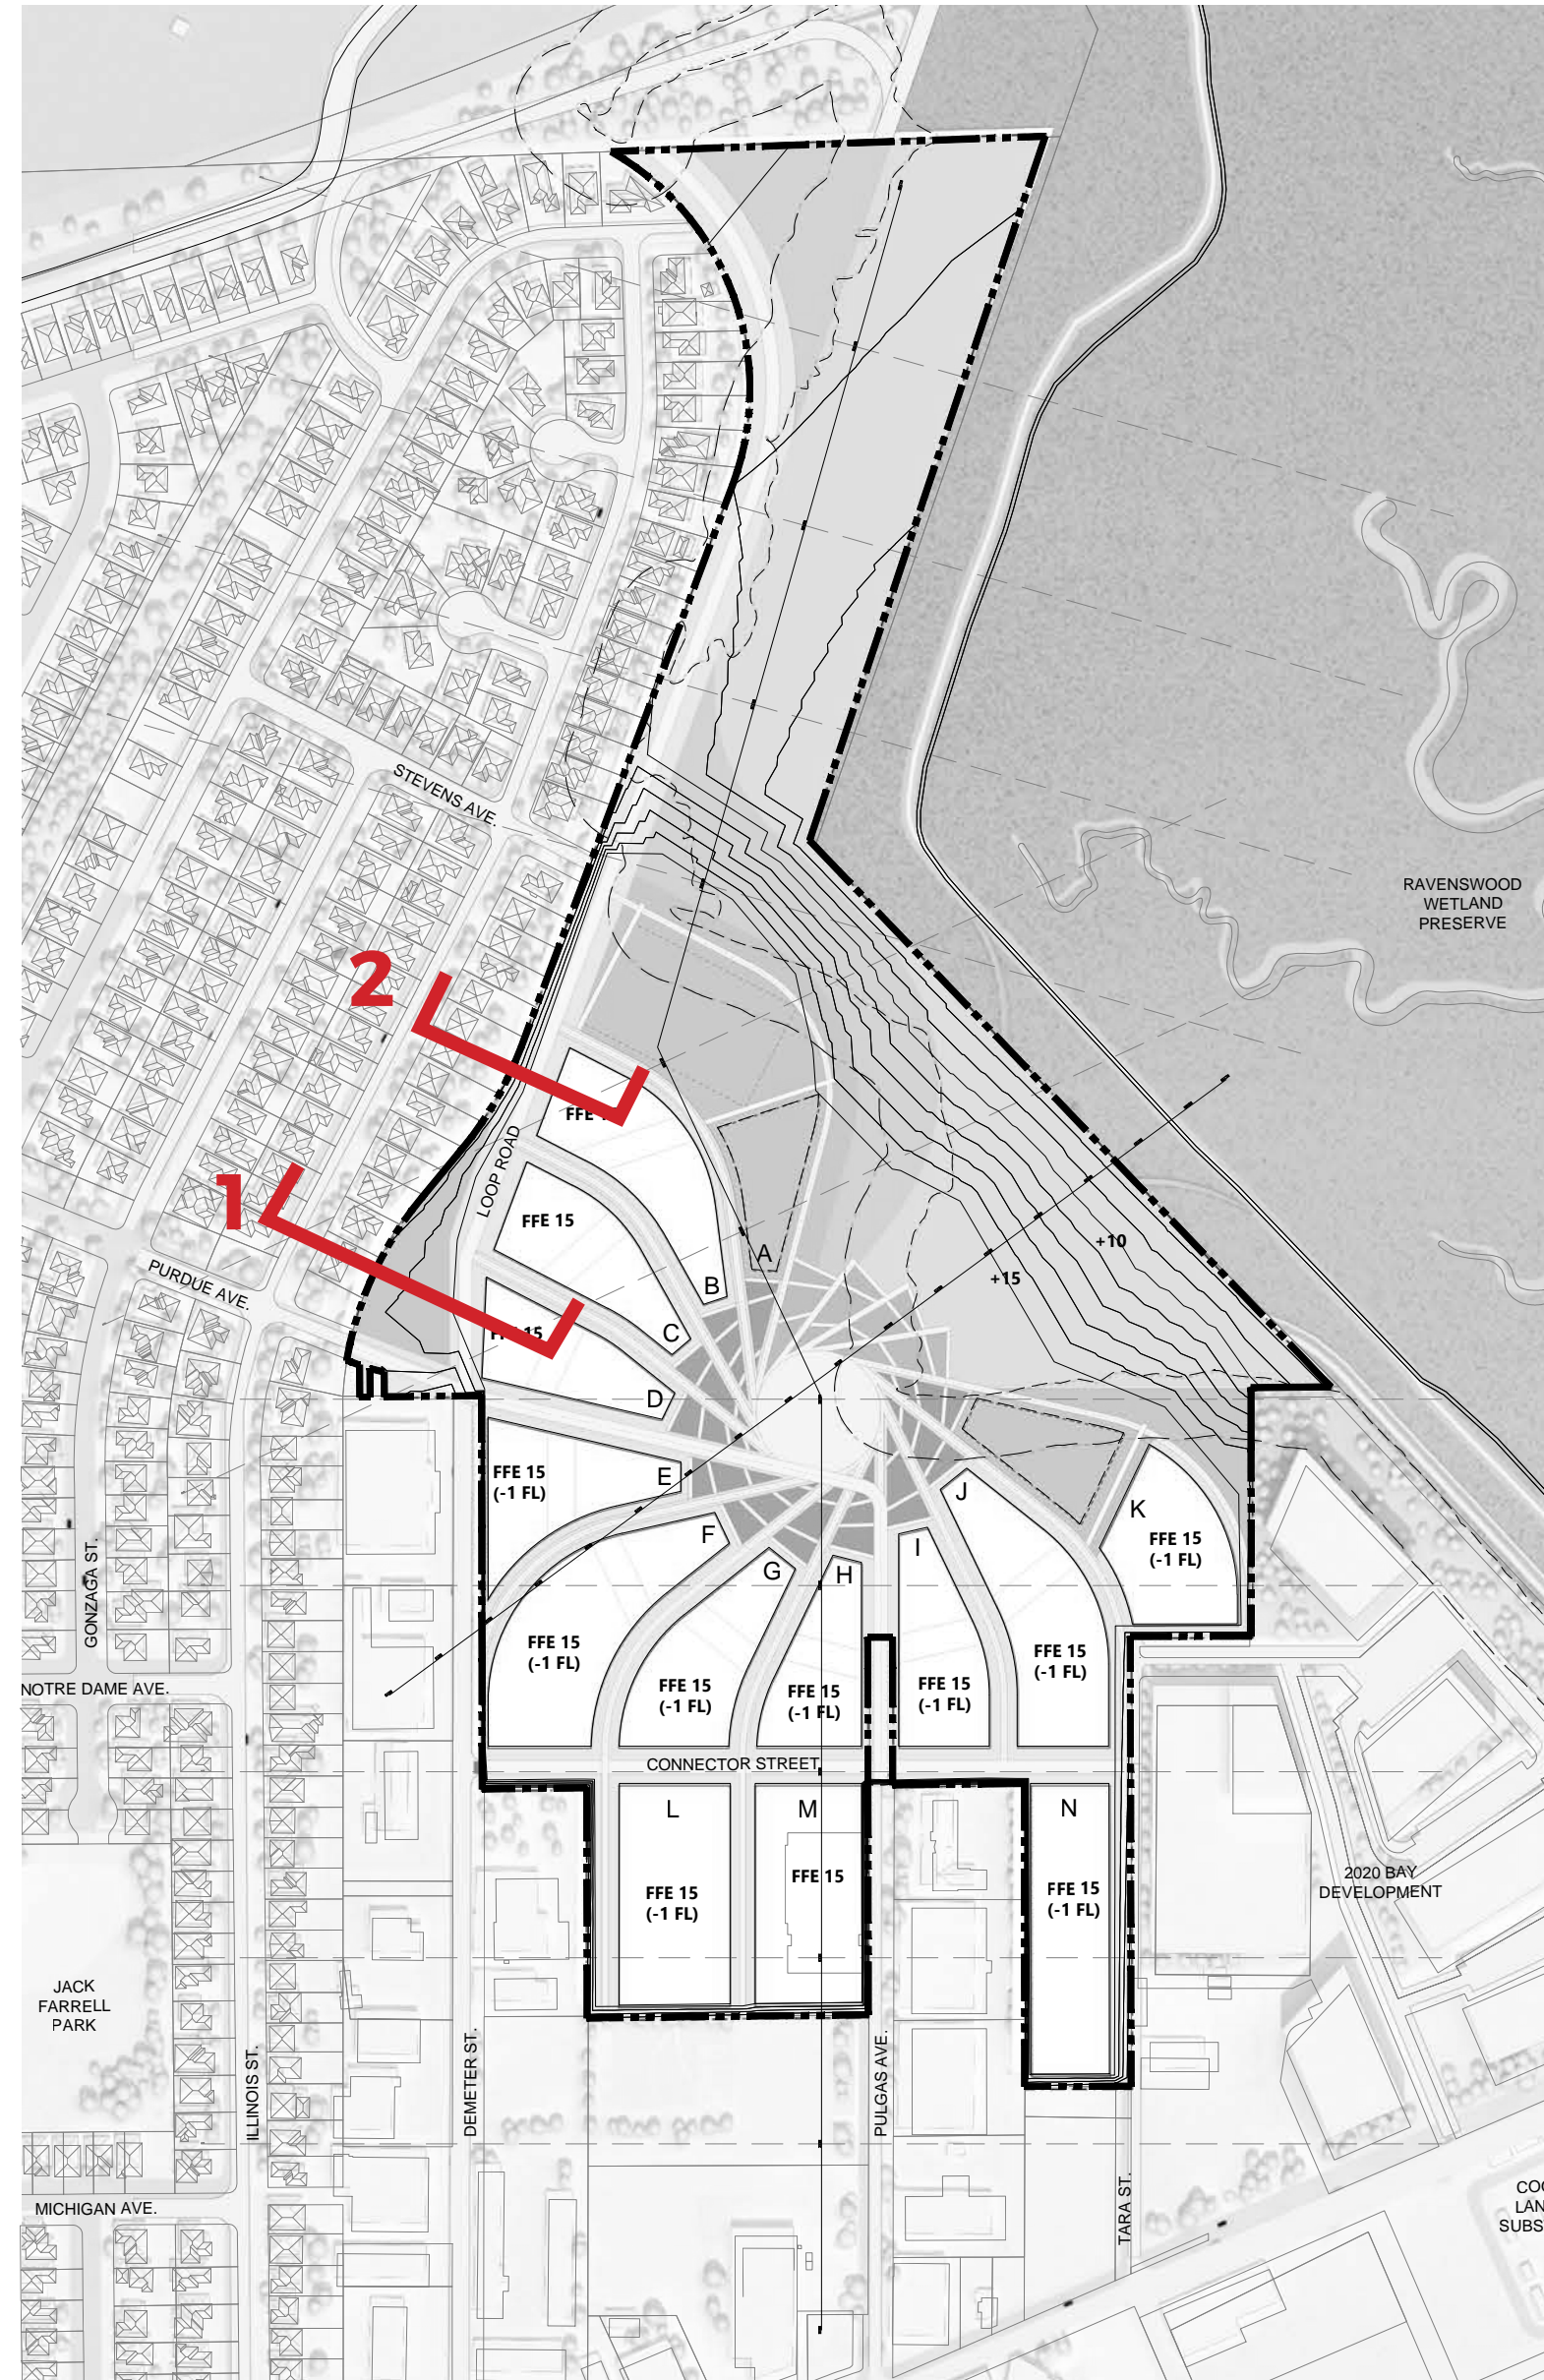 STEVENS AVE.
RAVENSWOOD
WETLAND
PRESERVE
2
FFE
LOOP ROAD
1
FFE 15
+10
A
+15
PURDUE AVE.
B
C
15
D
FFE 15
(-1 FL)
E
J
K
F
FFE 15
(-1 FL)
I
G
H
GONZAGA ST.
FFE 15
(-1 FL)
FFE 15
(-1 FL)
NOTRE DAME AVE.
FFE 15
(-1 FL)
FFE 15
(-1 FL)
FFE 15
(-1 FL)
CONNECTOR STREET
L
M
N
FFE 15
2020 BAY
DEVELOPMENT
FFE 15
(-1 FL)
FFE 15
(-1 FL)
JACK
FARRELL
PARK
ILLINOIS ST.
DEMETER ST.
PULGAS AVE.
TARA ST.
MICHIGAN AVE.
LAN
SUBS